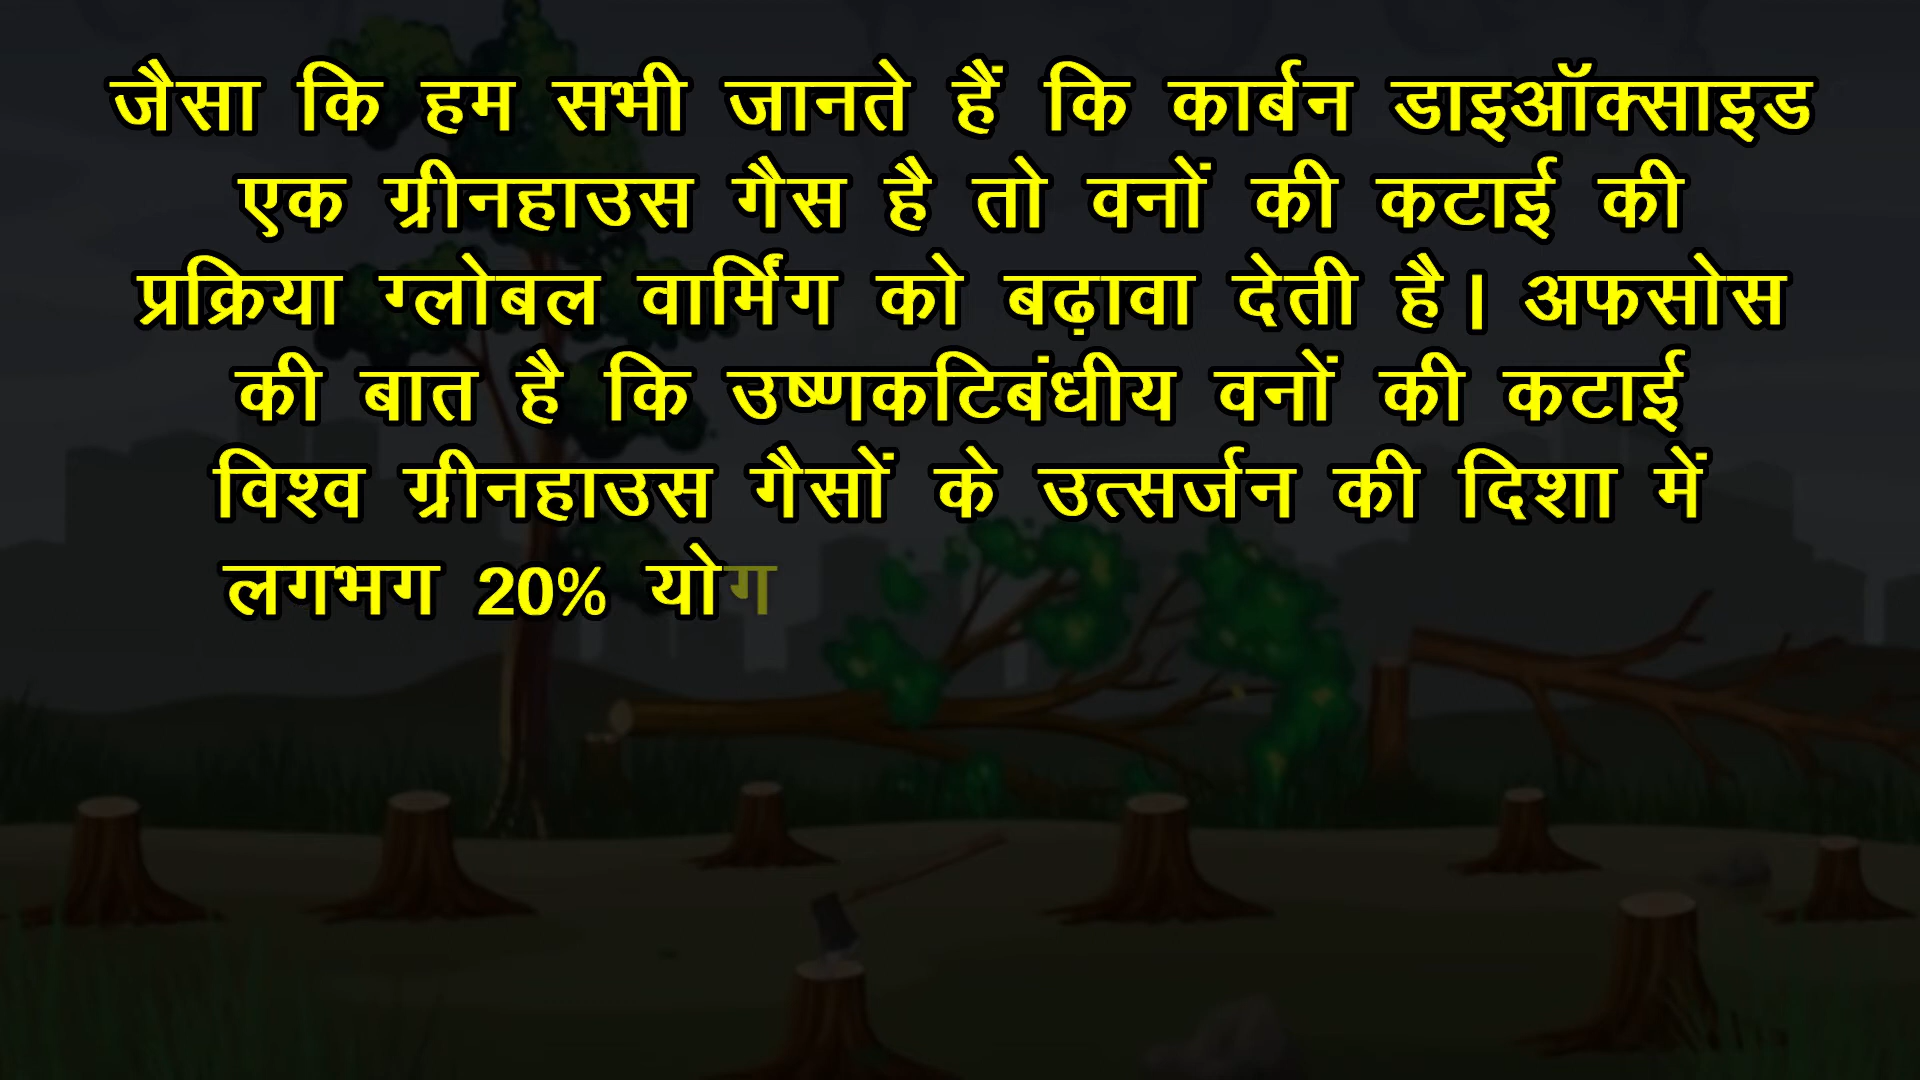 जैसा कि हम सभी जानते हैं कि कार्बन डाइऑक्साइड
एक ग्रीनहाउस गैस है तो वनों की कटाई की
प्रक्रिया ग्लोबल वार्मिंग को बढ़ावा देती है। अफसोस
की बात है कि उष्णकटिबंधीय वनों की कटाई
विश्व ग्रीनहाउस गैसों के उत्सर्जन की दिशा में
लगभग 20% योग